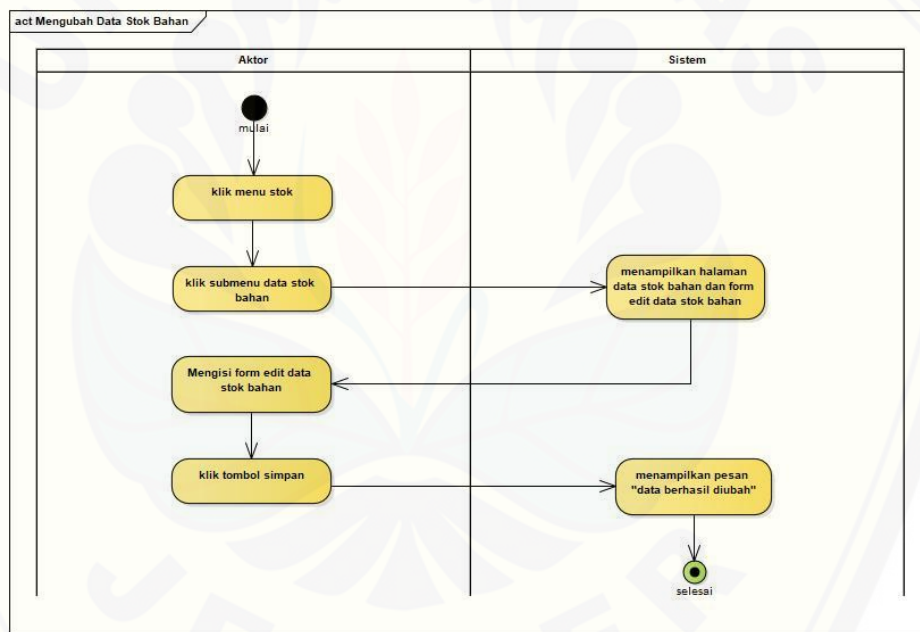 act Mengubah Data Stok Bahan
Aktor
Sistem
mulai
klik menu stok
klik submenu data stok
bahan
menampilkan halaman
data stok bahan dan form
edit data stok bahan
Mengisi form edit data
stok bahan
klik tombol simpan
menampilkan pesan
"data berhasil diubah"
selesai